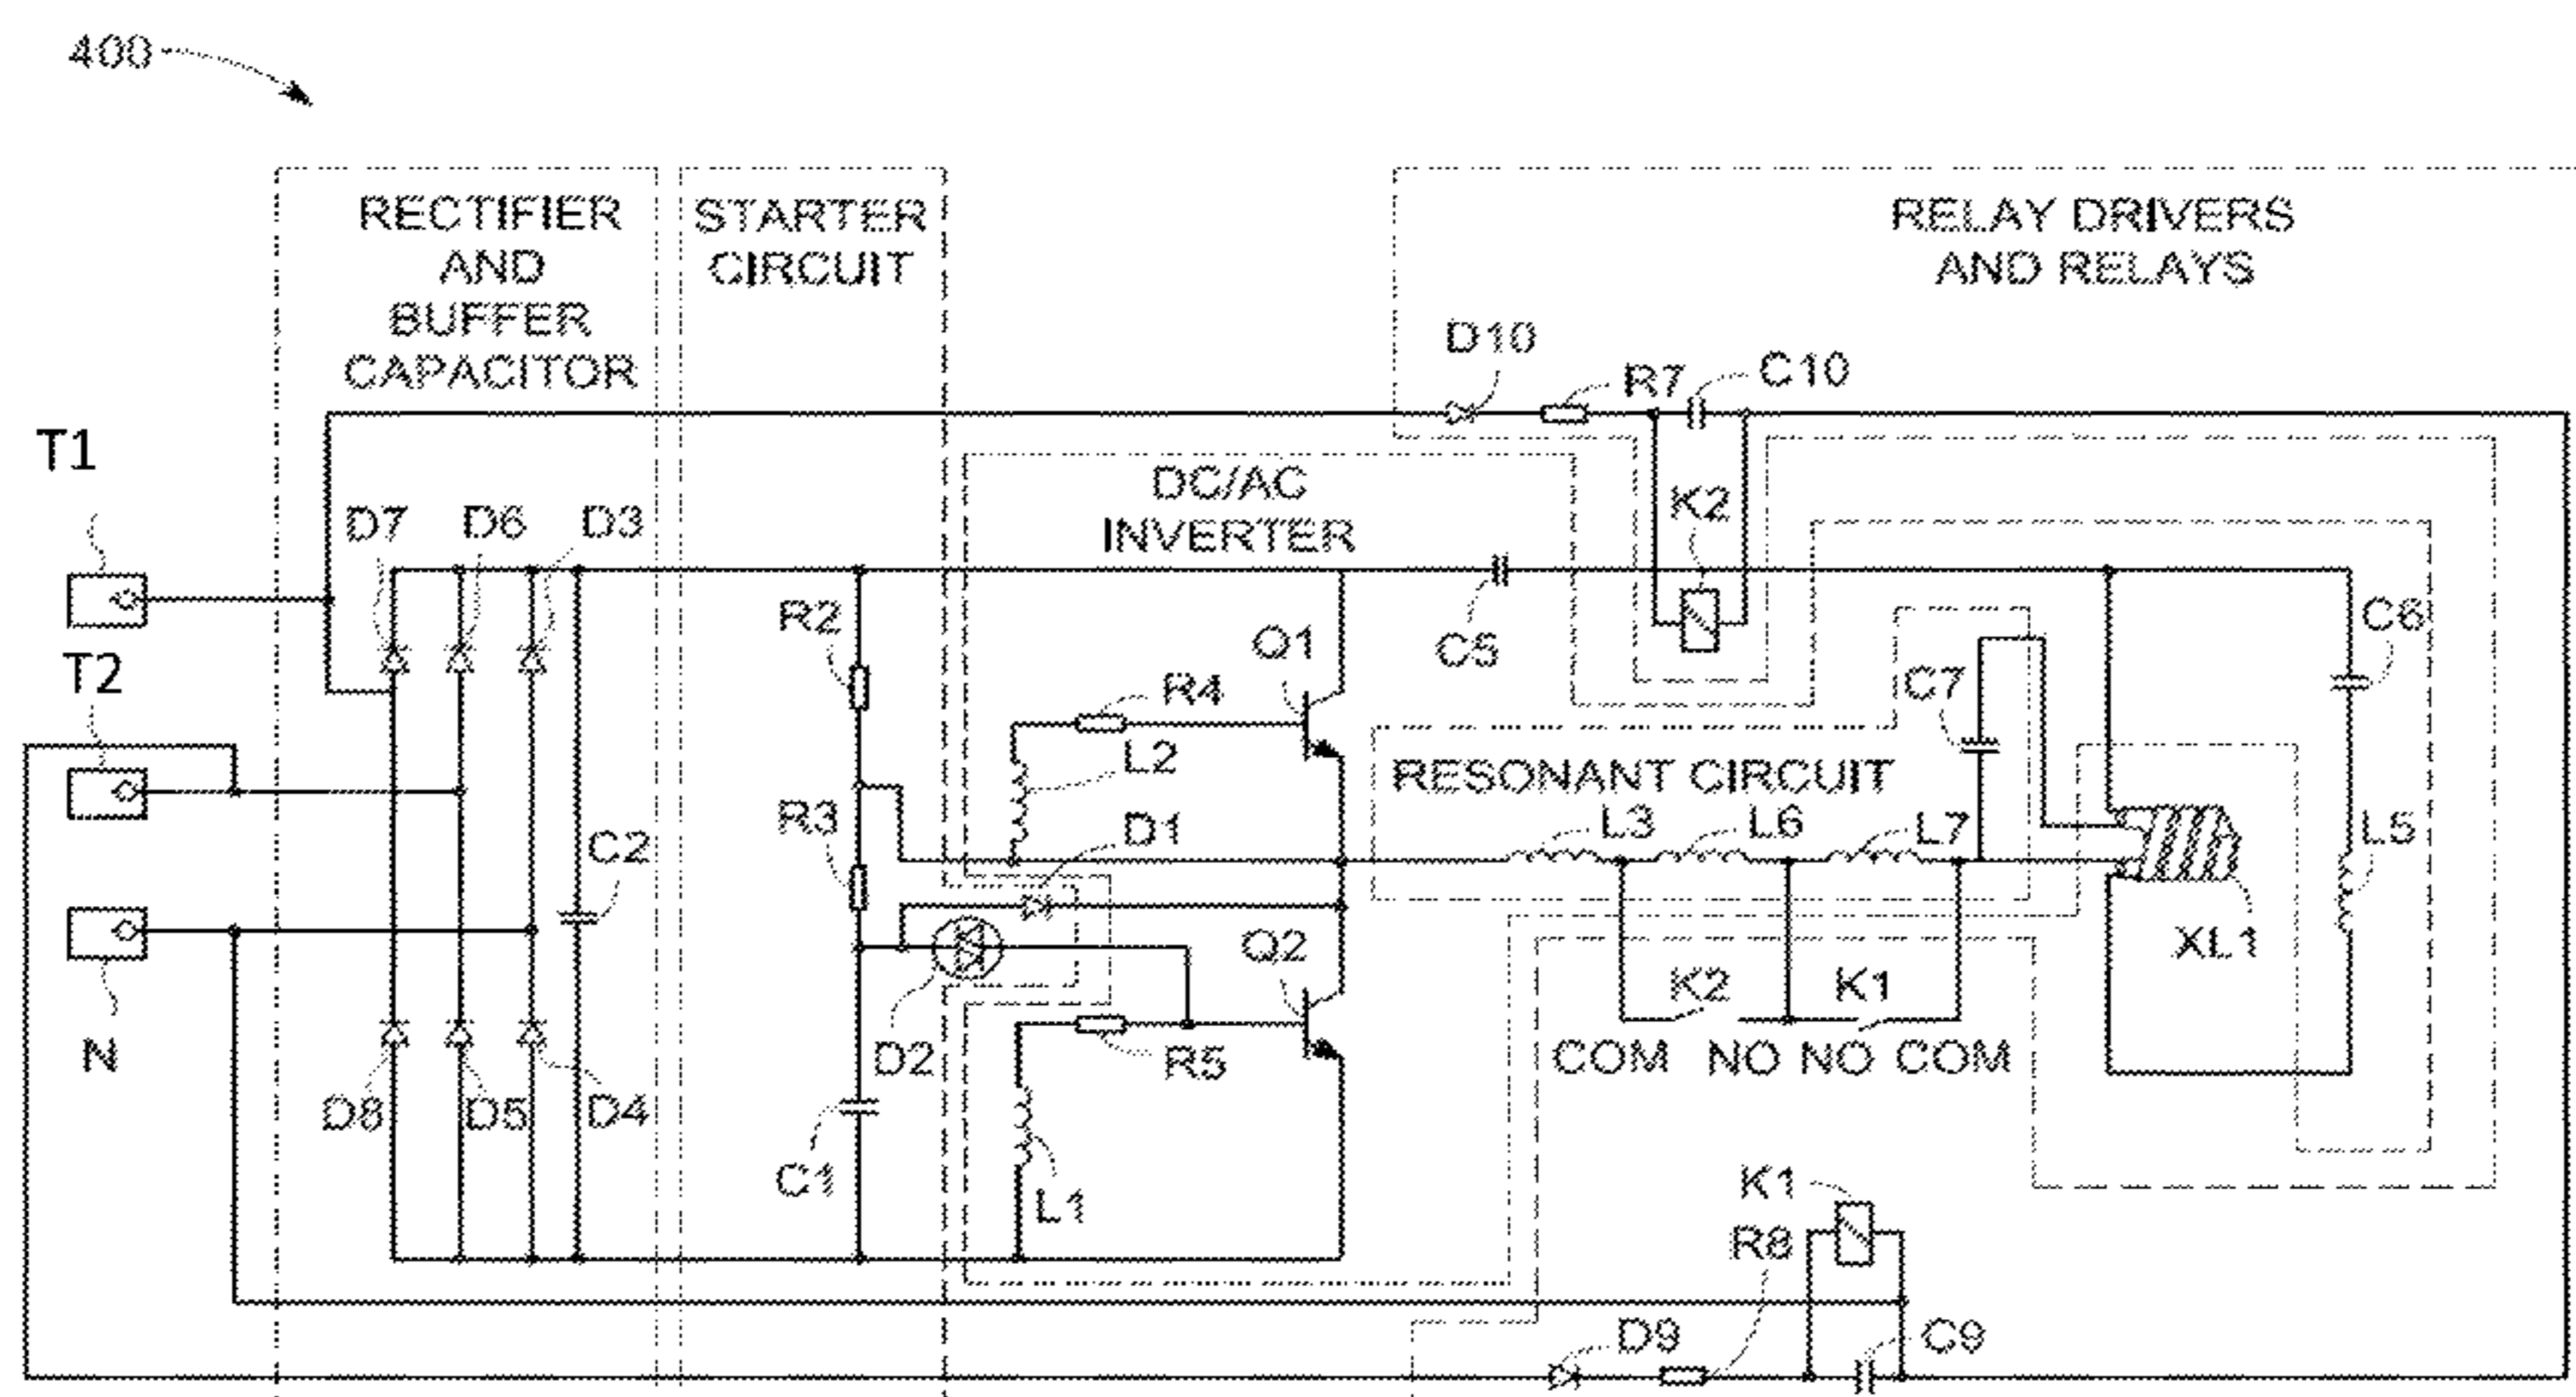 400
RECTIFIER
AND
BUFFER
CAPACITOR
STARTER
CIRCUIT
RELAY DRIVERS
AND RELAYS
D10
R7
C10
T1
D7
D6
D3
DC/AC
INVERTER
K2
R2
Q1
C5
C6
T2
R4
C7
L2
RESONANT CIRCUIT
R3
D1
L3
L6
L7
L5
C2
Q2
XL1
K2
K1
N
D2
R5
COM NO NO COM
D8
D5
D4
C1
L1
K1
R8
D9
C9